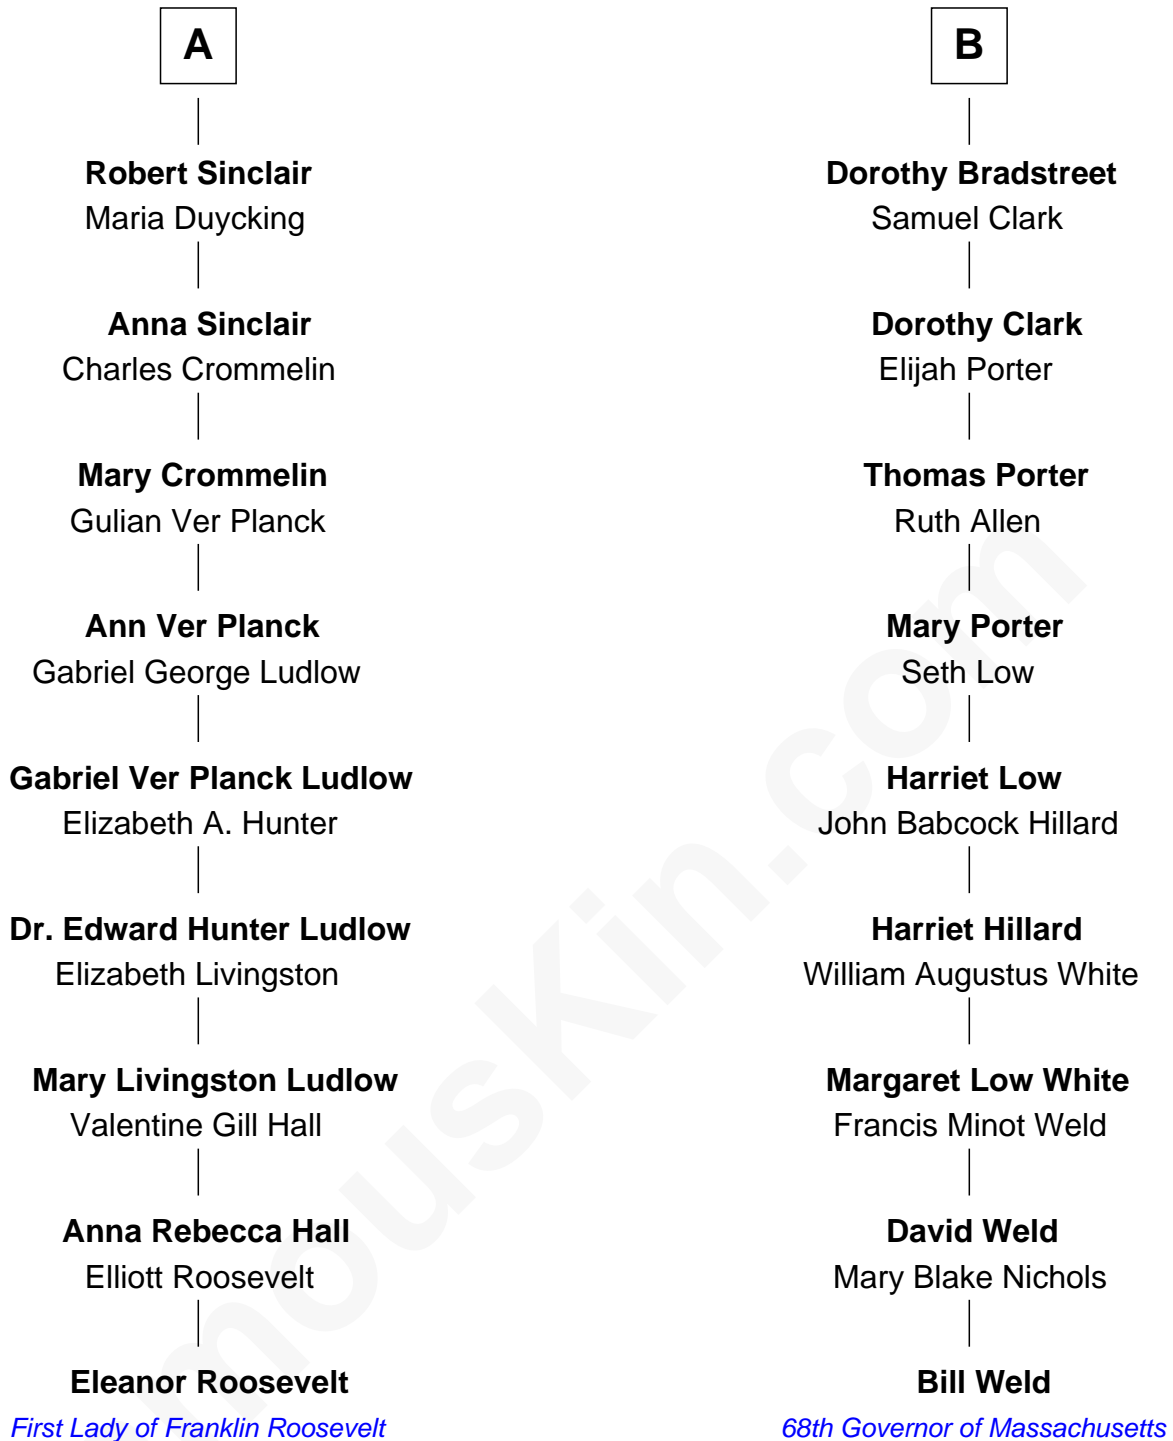 A
Robert Sinclair
Maria Duycking
Anna Sinclair
Charles Crommelin
Mary Crommelin
Gulian Ver Planck
Ann Ver Planck
Gabriel George Ludlow
Gabriel Ver Planck Ludlow
Elizabeth A. Hunter
Dr. Edward Hunter Ludlow
Elizabeth Livingston
Mary Livingston Ludlow
Valentine Gill Hall
Anna Rebecca Hall
Elliott Roosevelt
Eleanor Roosevelt
First Lady of Franklin Roosevelt
B
Dorothy Bradstreet
Samuel Clark
Dorothy Clark
Elijah Porter
Thomas Porter
Ruth Allen
Mary Porter
Seth Low
Harriet Low
John Babcock Hillard
Harriet Hillard
William Augustus White
Margaret Low White
Francis Minot Weld
David Weld
Mary Blake Nichols
Bill Weld
68th Governor of Massachusetts
mouskin.com